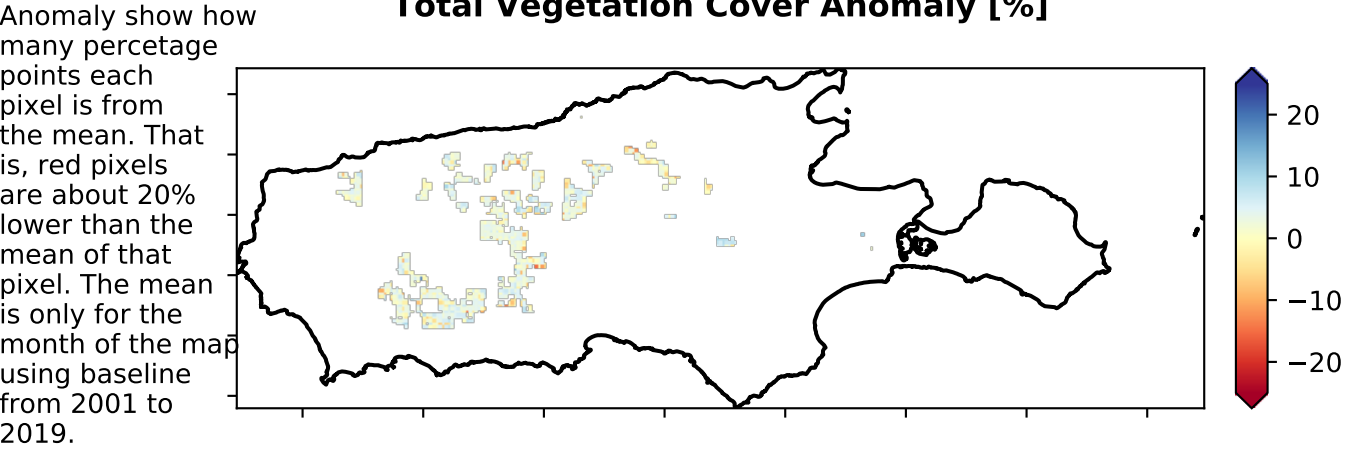 Total Vegetation Cover Anomaly [%]
Anomaly show how
many percetage
points each
pixel is from
the mean. That
is, red pixels
are about 20%
lower than the
mean of that
pixel. The mean
is only for the
month of the map
using baseline
from 2001 to
2019.
20
10
0
−10
−20